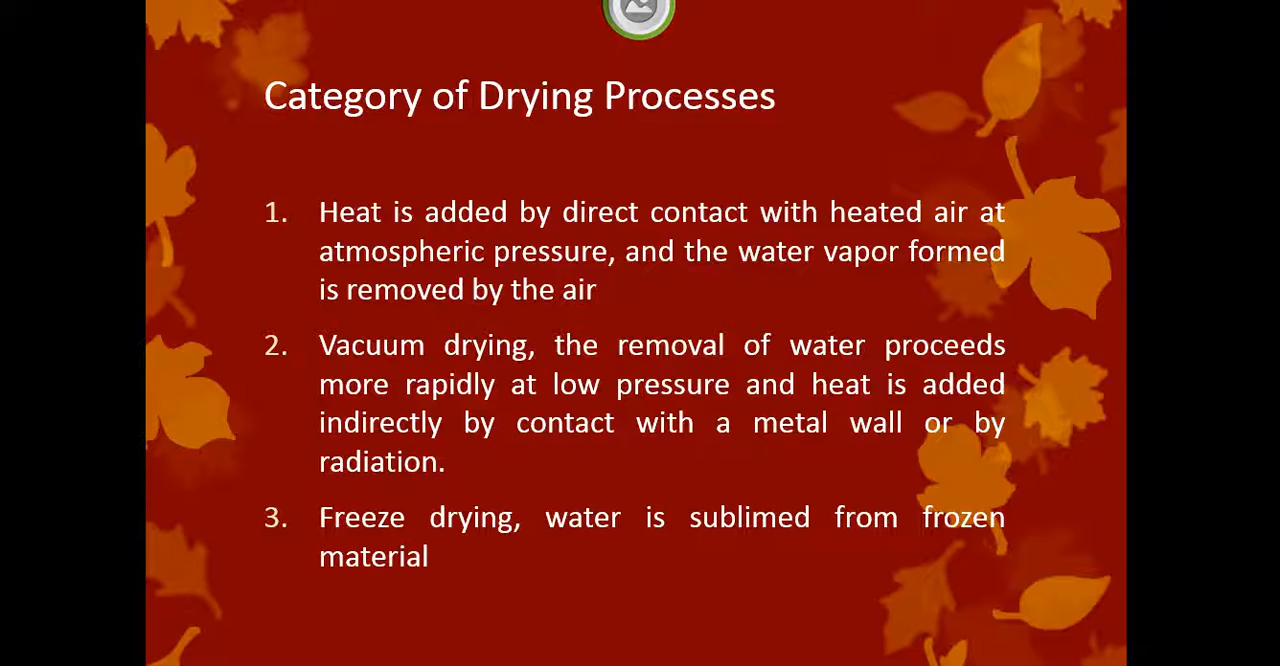 Category of Drying Processes
1. Heat is added by direct contact with heated air at
atmospheric pressure, and the water vapor formed
is removed by the air
2. Vacuum drying, the removal of water proceeds
more rapidly at low pressure and heat is added
indirectly by contact with a metal wall or by
radiation.
3. Freeze drying, water is sublimed from frozen
material